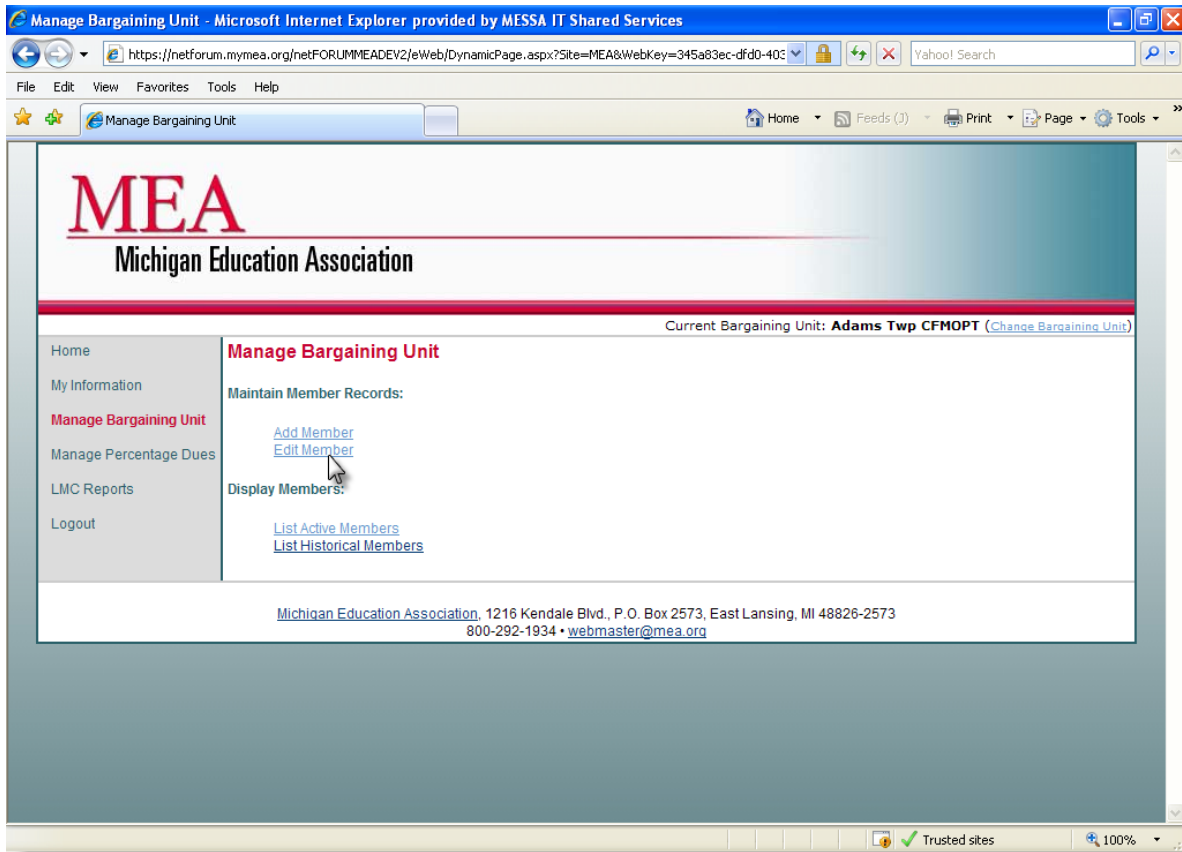 Manage Bargaining Unit - Microsoft Internet Explorer provided by MESSA IT Shared Services
https://netforum.mymea.org/netFORUMMEADEV2/eWeb/DynamicPage.aspx?Site=MEA&WebKey=345a83ec-dfd0-403
Yahoo! Search
File Edit View Favorites Tools Help
Manage Bargaining Unit
Home Feeds (J) Print Page Tools »
MEA
Michigan Education Association
Current Bargaining Unit: Adams Twp CFMOPT (Change Bargaining Unit)
Home
My Information
Manage Bargaining Unit
Manage Percentage Dues
LMC Reports
Logout
Manage Bargaining Unit
Maintain Member Records:
Add Member
Edit Member
Display Members:
List Active Members
List Historical Members
Michigan Education Association, 1216 Kendale Blvd., P.O. Box 2573, East Lansing, MI 48826-2573
800-292-1934 • webmaster@mea.org
Trusted sites 100%